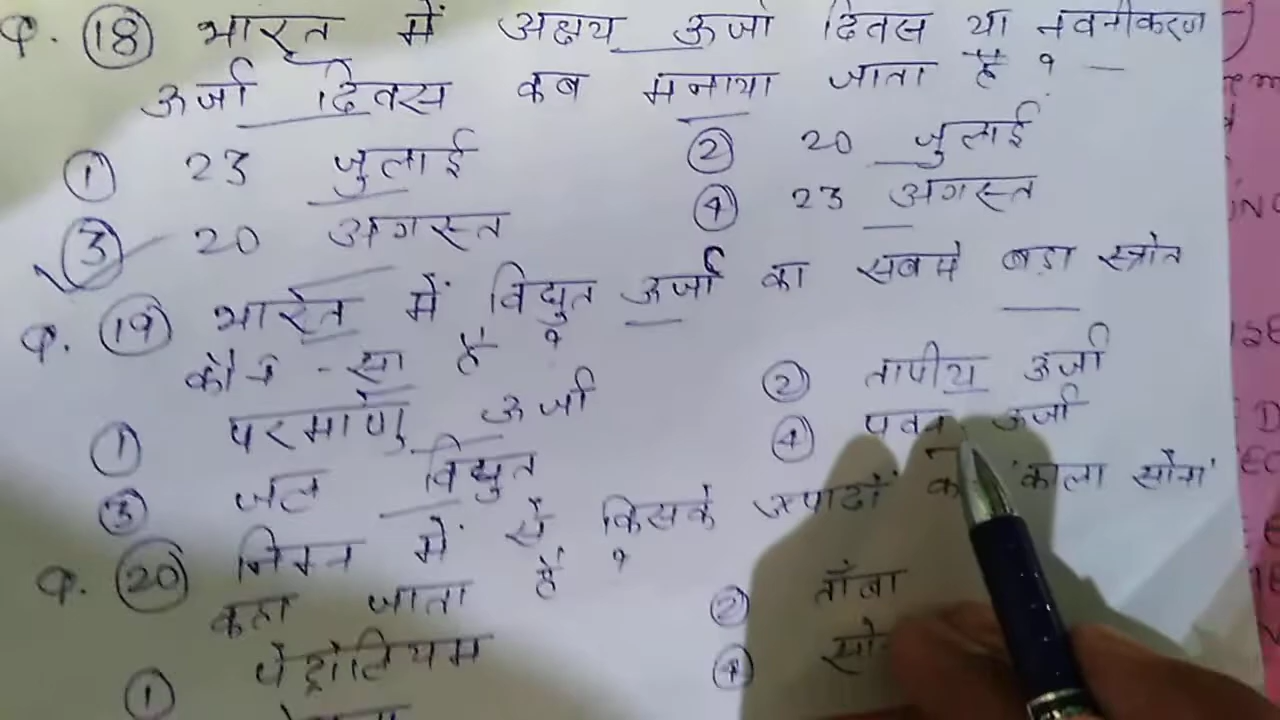 Q. 18 भारत में अक्षय ऊर्जा दिवस या नवनीकरण
ऊर्जा दिवस कब मनाया जाता है ? —
1 23 जुलाई 2 20 जुलाई
3 20 अगस्त 4 23 अगस्त
Q. 19 भारत में विद्युत ऊर्जा का सबसे बड़ा स्त्रोत
कौन - सा है ?
1 परमाणु ऊर्जा 2 तापीय ऊर्जा
3 जल विद्युत 4 पवन ऊर्जा
Q. 20 निम्न में से किसके उत्पादों 'काला सोना'
कहा जाता है ?
1 पेट्रोलियम 2 ताँबा
4